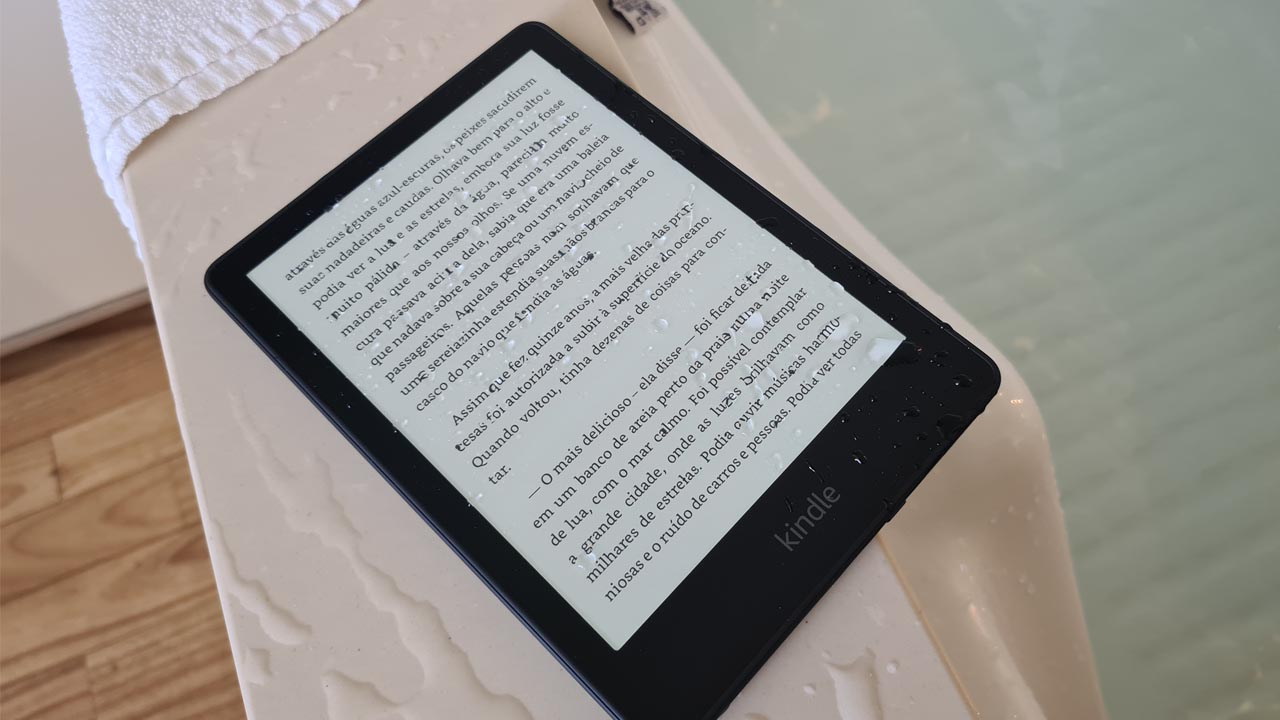 através das águas azul-escuras, os peixes sacudirem
suas nadadeiras e caudas. Olhava bem para o alto e
podia ver a lua e as estrelas, embora sua luz fosse
muito pálida – através da água, pareciam muito
maiores que aos nossos olhos. Se uma nuvem es-
cura passava acima dela, sabia que era uma baleia
que nadava sobre a sua cabeça ou um navio cheio de
passageiros. Aquelas pessoas nem sonhavam que
uma sereiazinha estendia suas mãos brancas para o
casco do navio que fendia as águas.
Assim que fez quinze anos, a mais velha das prin-
cesas foi autorizada a subir à superfície do oceano.
Quando voltou, tinha dezenas de coisas para con-
tar.
— O mais delicioso – ela disse – foi ficar deitada
em um banco de areia perto da praia numa noite
de lua, com o mar calmo. Foi possível contemplar
a grande cidade, onde as luzes brilhavam como
milhares de estrelas. Podia ouvir músicas harmo-
niosas e o ruído de carros e pessoas. Podia ver todas
kindle